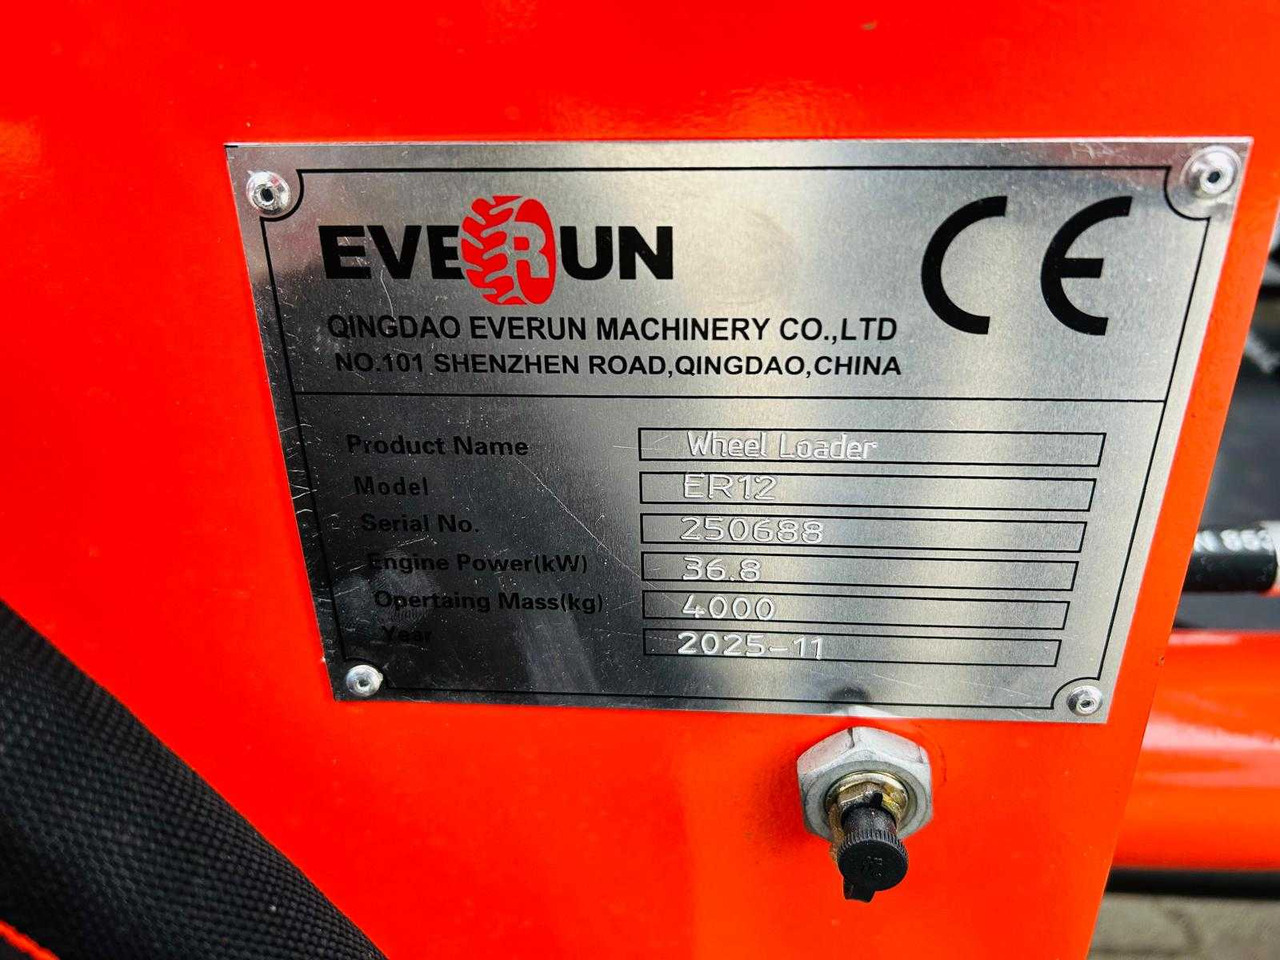 EVERUN
CE
QINGDAO EVERUN MACHINERY CO.,LTD
NO.101 SHENZHEN ROAD,QINGDAO,CHINA
Product Name Wheel Loader
Model ER12
Serial No. 250688
Engine Power(kW) 36.8
Opertaing Mass(kg) 4000
Year 2025-11
N 853